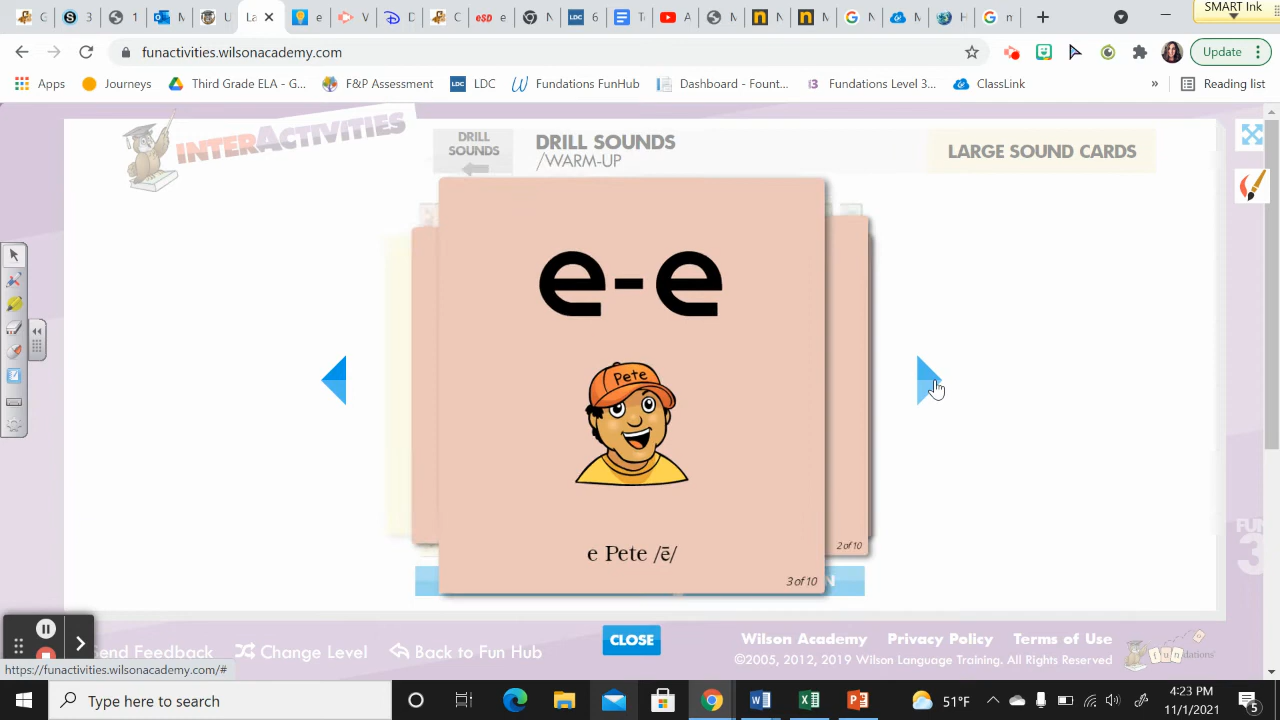 SMART Ink
funactivities.wilsonacademy.com
Update
Apps
Journeys
Third Grade ELA - G...
F&P Assessment
LDC
Fundations FunHub
Dashboard - Fount...
Fundations Level 3...
ClassLink
»
Reading list
INTERACTIVITIES
DRILL SOUNDS
DRILL SOUNDS
/WARM-UP
LARGE SOUND CARDS
e-e
Pete
e Pete /ē/
2 of 10
3 of 10
CLOSE
Send Feedback
Change Level
Back to Fun Hub
Wilson Academy
Privacy Policy
Terms of Use
©2005, 2012, 2019 Wilson Language Training. All Rights Reserved
Fundations
https://funactivities.wilsonacademy.com/#
Type here to search
51°F
4:23 PM
11/1/2021
5